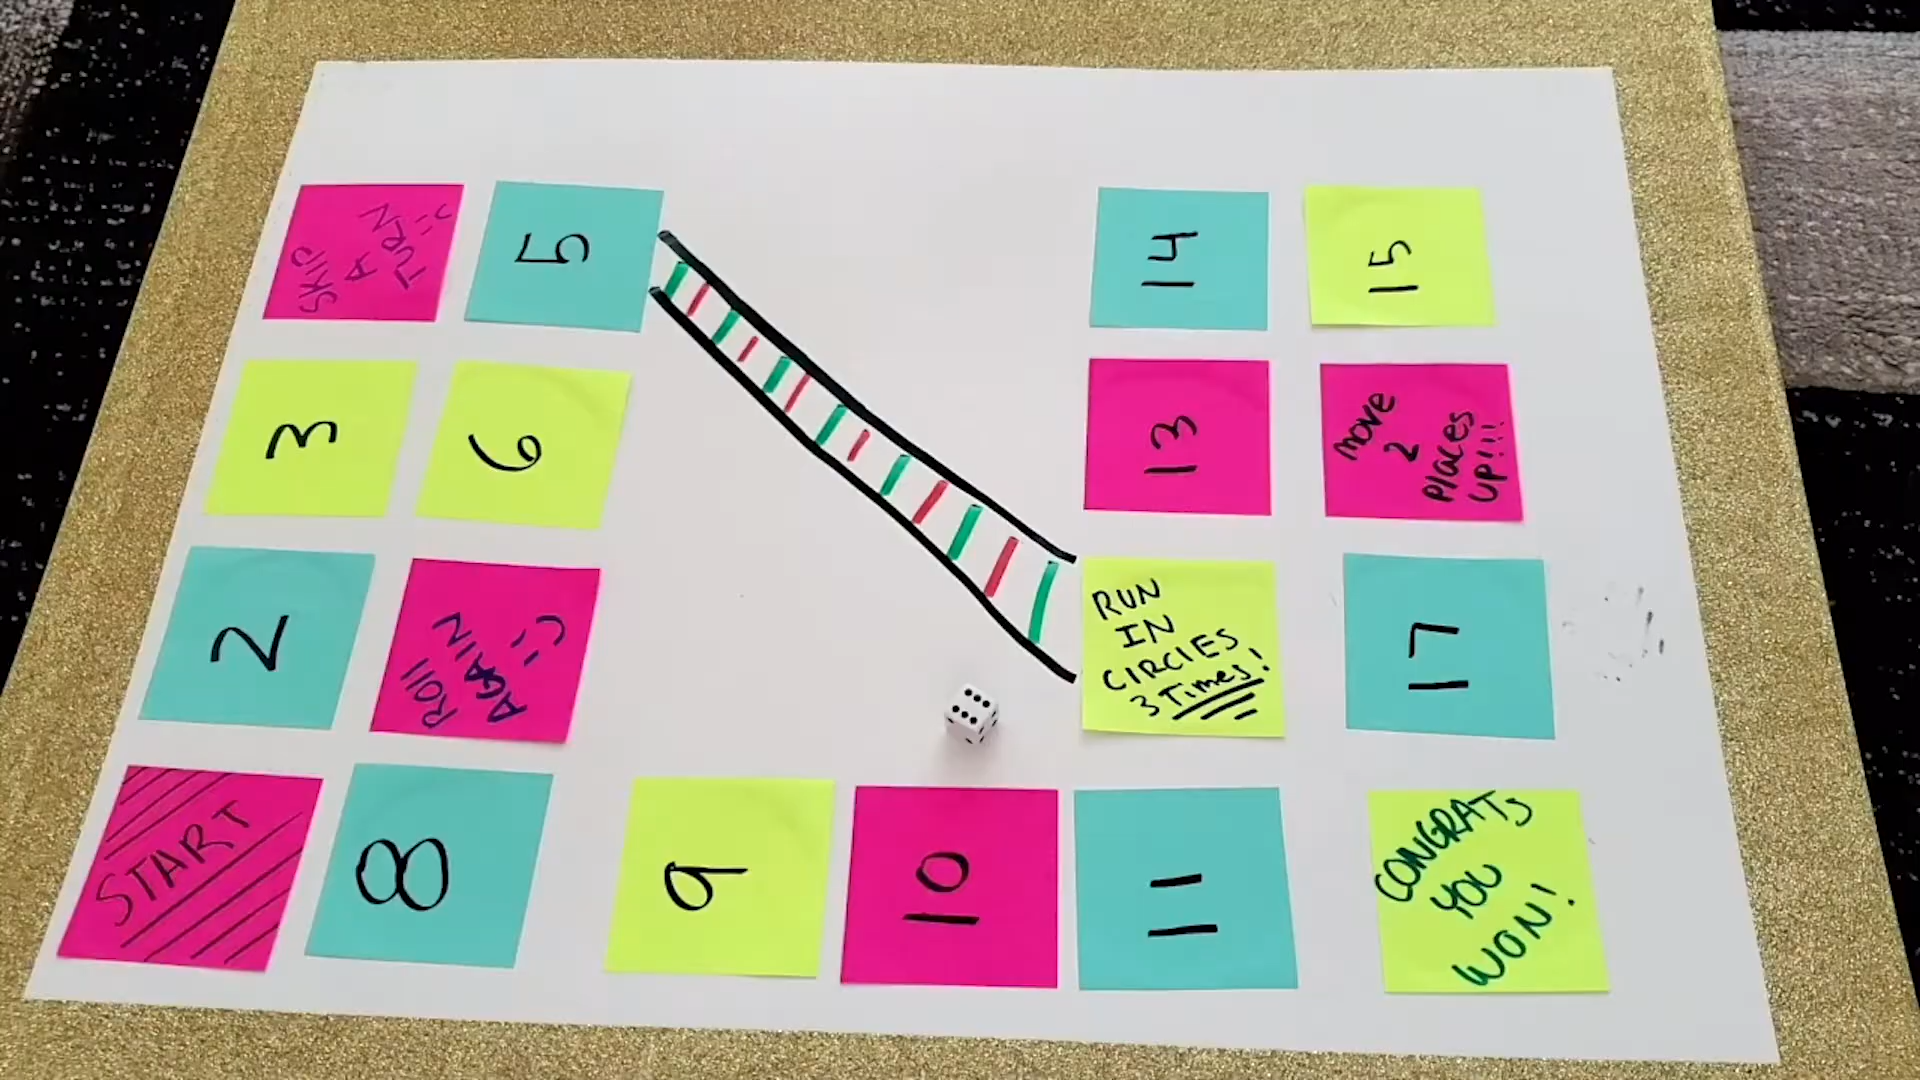 SKIP
A
TURN
5
14
15
3
6
13
MOVE
2
PlACes
UP!!!
2
ROll
AGAIN
RUN
IN
CIRClES
3 Times!
17
START
8
9
10
11
CONGRATS
YOU
WON!